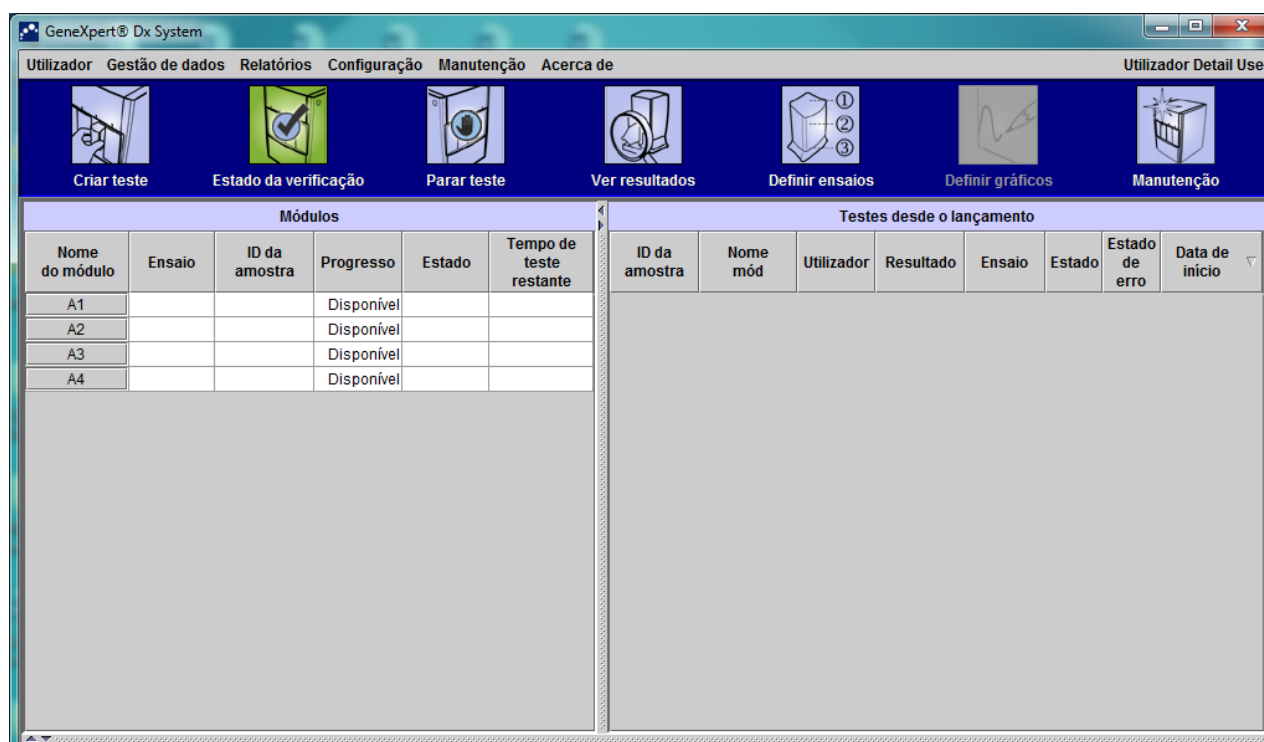 GeneXpert® Dx System
Utilizador Gestão de dados Relatórios Configuração Manutenção Acerca de Utilizador Detail Use
①
②
③
Criar teste Estado da verificação Parar teste Ver resultados Definir ensaios Definir gráficos Manutenção
Módulos
Nome do módulo Ensaio ID da amostra Progresso Estado Tempo de teste restante
A1 Disponível
A2 Disponível
A3 Disponível
A4 Disponível
Testes desde o lançamento
ID da amostra Nome mód Utilizador Resultado Ensaio Estado Estado de erro Data de início